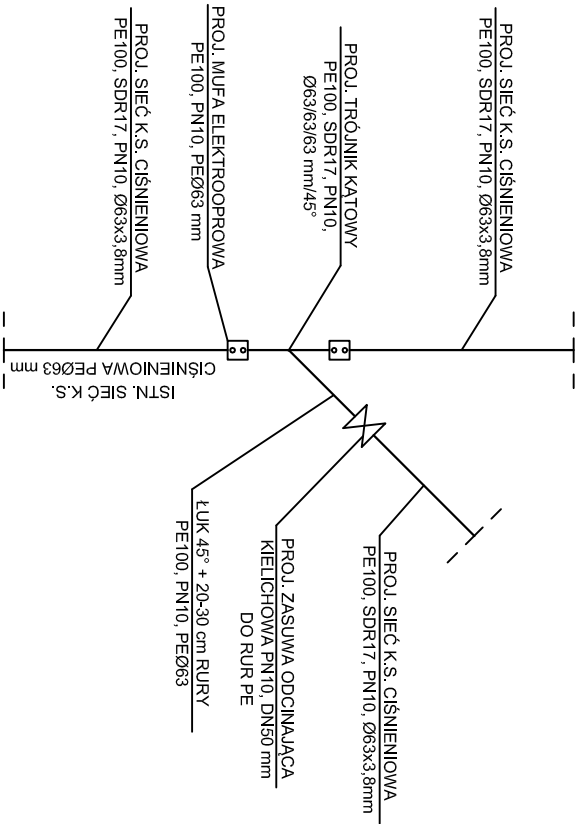 PROJ. SIEĆ K.S. CIŚNIENIOWA
PE100, SDR17, PN10, Ø63x3,8mm
PROJ. TRÓJNIK KĄTOWY
PE100, SDR17, PN10,
Ø63/63/63 mm/45°
PROJ. MUFA ELEKTROOPROWA
PE100, PN10, PEØ63 mm
PROJ. SIEĆ K.S. CIŚNIENIOWA
PE100, SDR17, PN10, Ø63x3,8mm
ISTN. SIEĆ K.S.
CIŚNIENIOWA PEØ63 mm
PROJ. SIEĆ K.S. CIŚNIENIOWA
PE100, SDR17, PN10, Ø63x3,8mm
PROJ. ZASUWA ODCINAJĄCA
KIELICHOWA PN10, DN50 mm
DO RUR PE
ŁUK 45° + 20-30 cm RURY
PE100, PN10, PEØ63